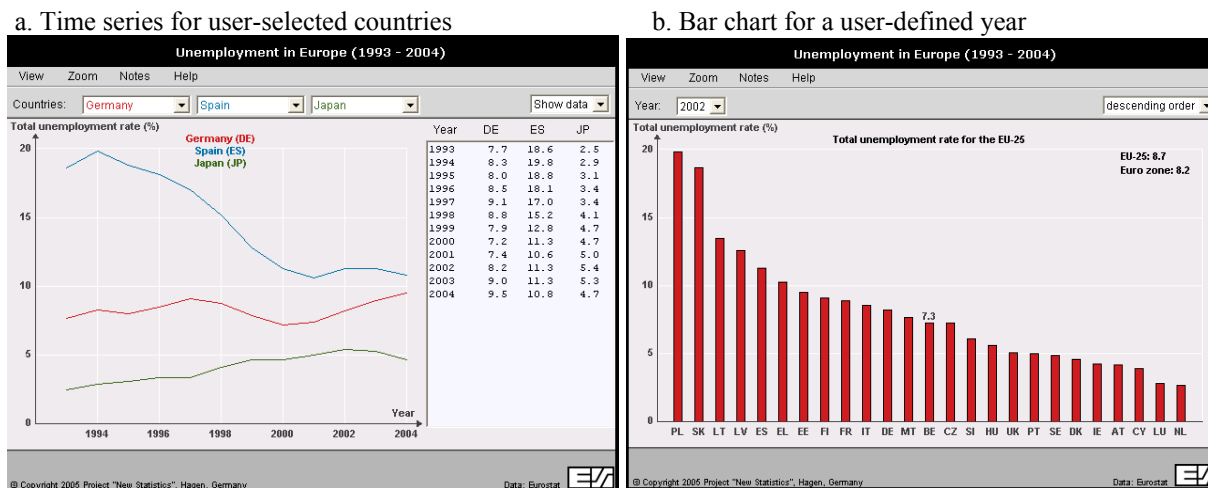 a. Time series for user-selected countries
Unemployment in Europe (1993 - 2004)
View Zoom Notes Help
Countries: Germany Spain Japan Show data
Total unemployment rate (%)
Germany (DE)
Spain (ES)
Japan (JP)
20
15
10
5
0
1994 1996 1998 2000 2002 2004
Year
Year DE ES JP
1993 7.7 18.6 2.5
1994 8.3 19.8 2.9
1995 8.0 18.8 3.1
1996 8.5 18.1 3.4
1997 9.1 17.0 3.4
1998 8.8 15.2 4.1
1999 7.9 12.8 4.7
2000 7.2 11.3 4.7
2001 7.4 10.6 5.0
2002 8.2 11.3 5.4
2003 9.0 11.3 5.3
2004 9.5 10.8 4.7
© Copyright 2005 Project "New Statistics", Hagen, Germany
Data: Eurostat
b. Bar chart for a user-defined year
Unemployment in Europe (1993 - 2004)
View Zoom Notes Help
Year: 2002 descending order
Total unemployment rate (%)
Total unemployment rate for the EU-25
EU-25: 8.7
Euro zone: 8.2
20
15
10
5
0
7.3
PL SK LT LV ES EL EE FI FR IT DE MT BE CZ SI HU UK PT SE DK IE AT CY LU NL
© Copyright 2005 Project "New Statistics", Hagen, Germany
Data: Eurostat